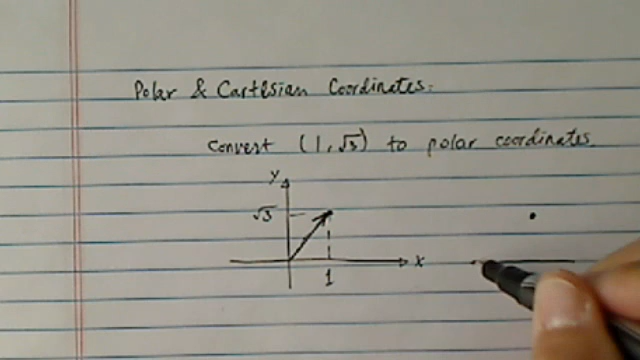 Polar & Cartesian Coordinates:
Convert (1, √3) to polar coordinates.
y
√3
x
1